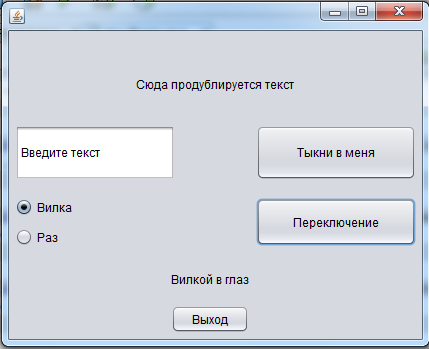 Сюда продублируется текст
Введите текст
Тыкни в меня
Вилка
Переключение
Раз
Вилкой в глаз
Выход